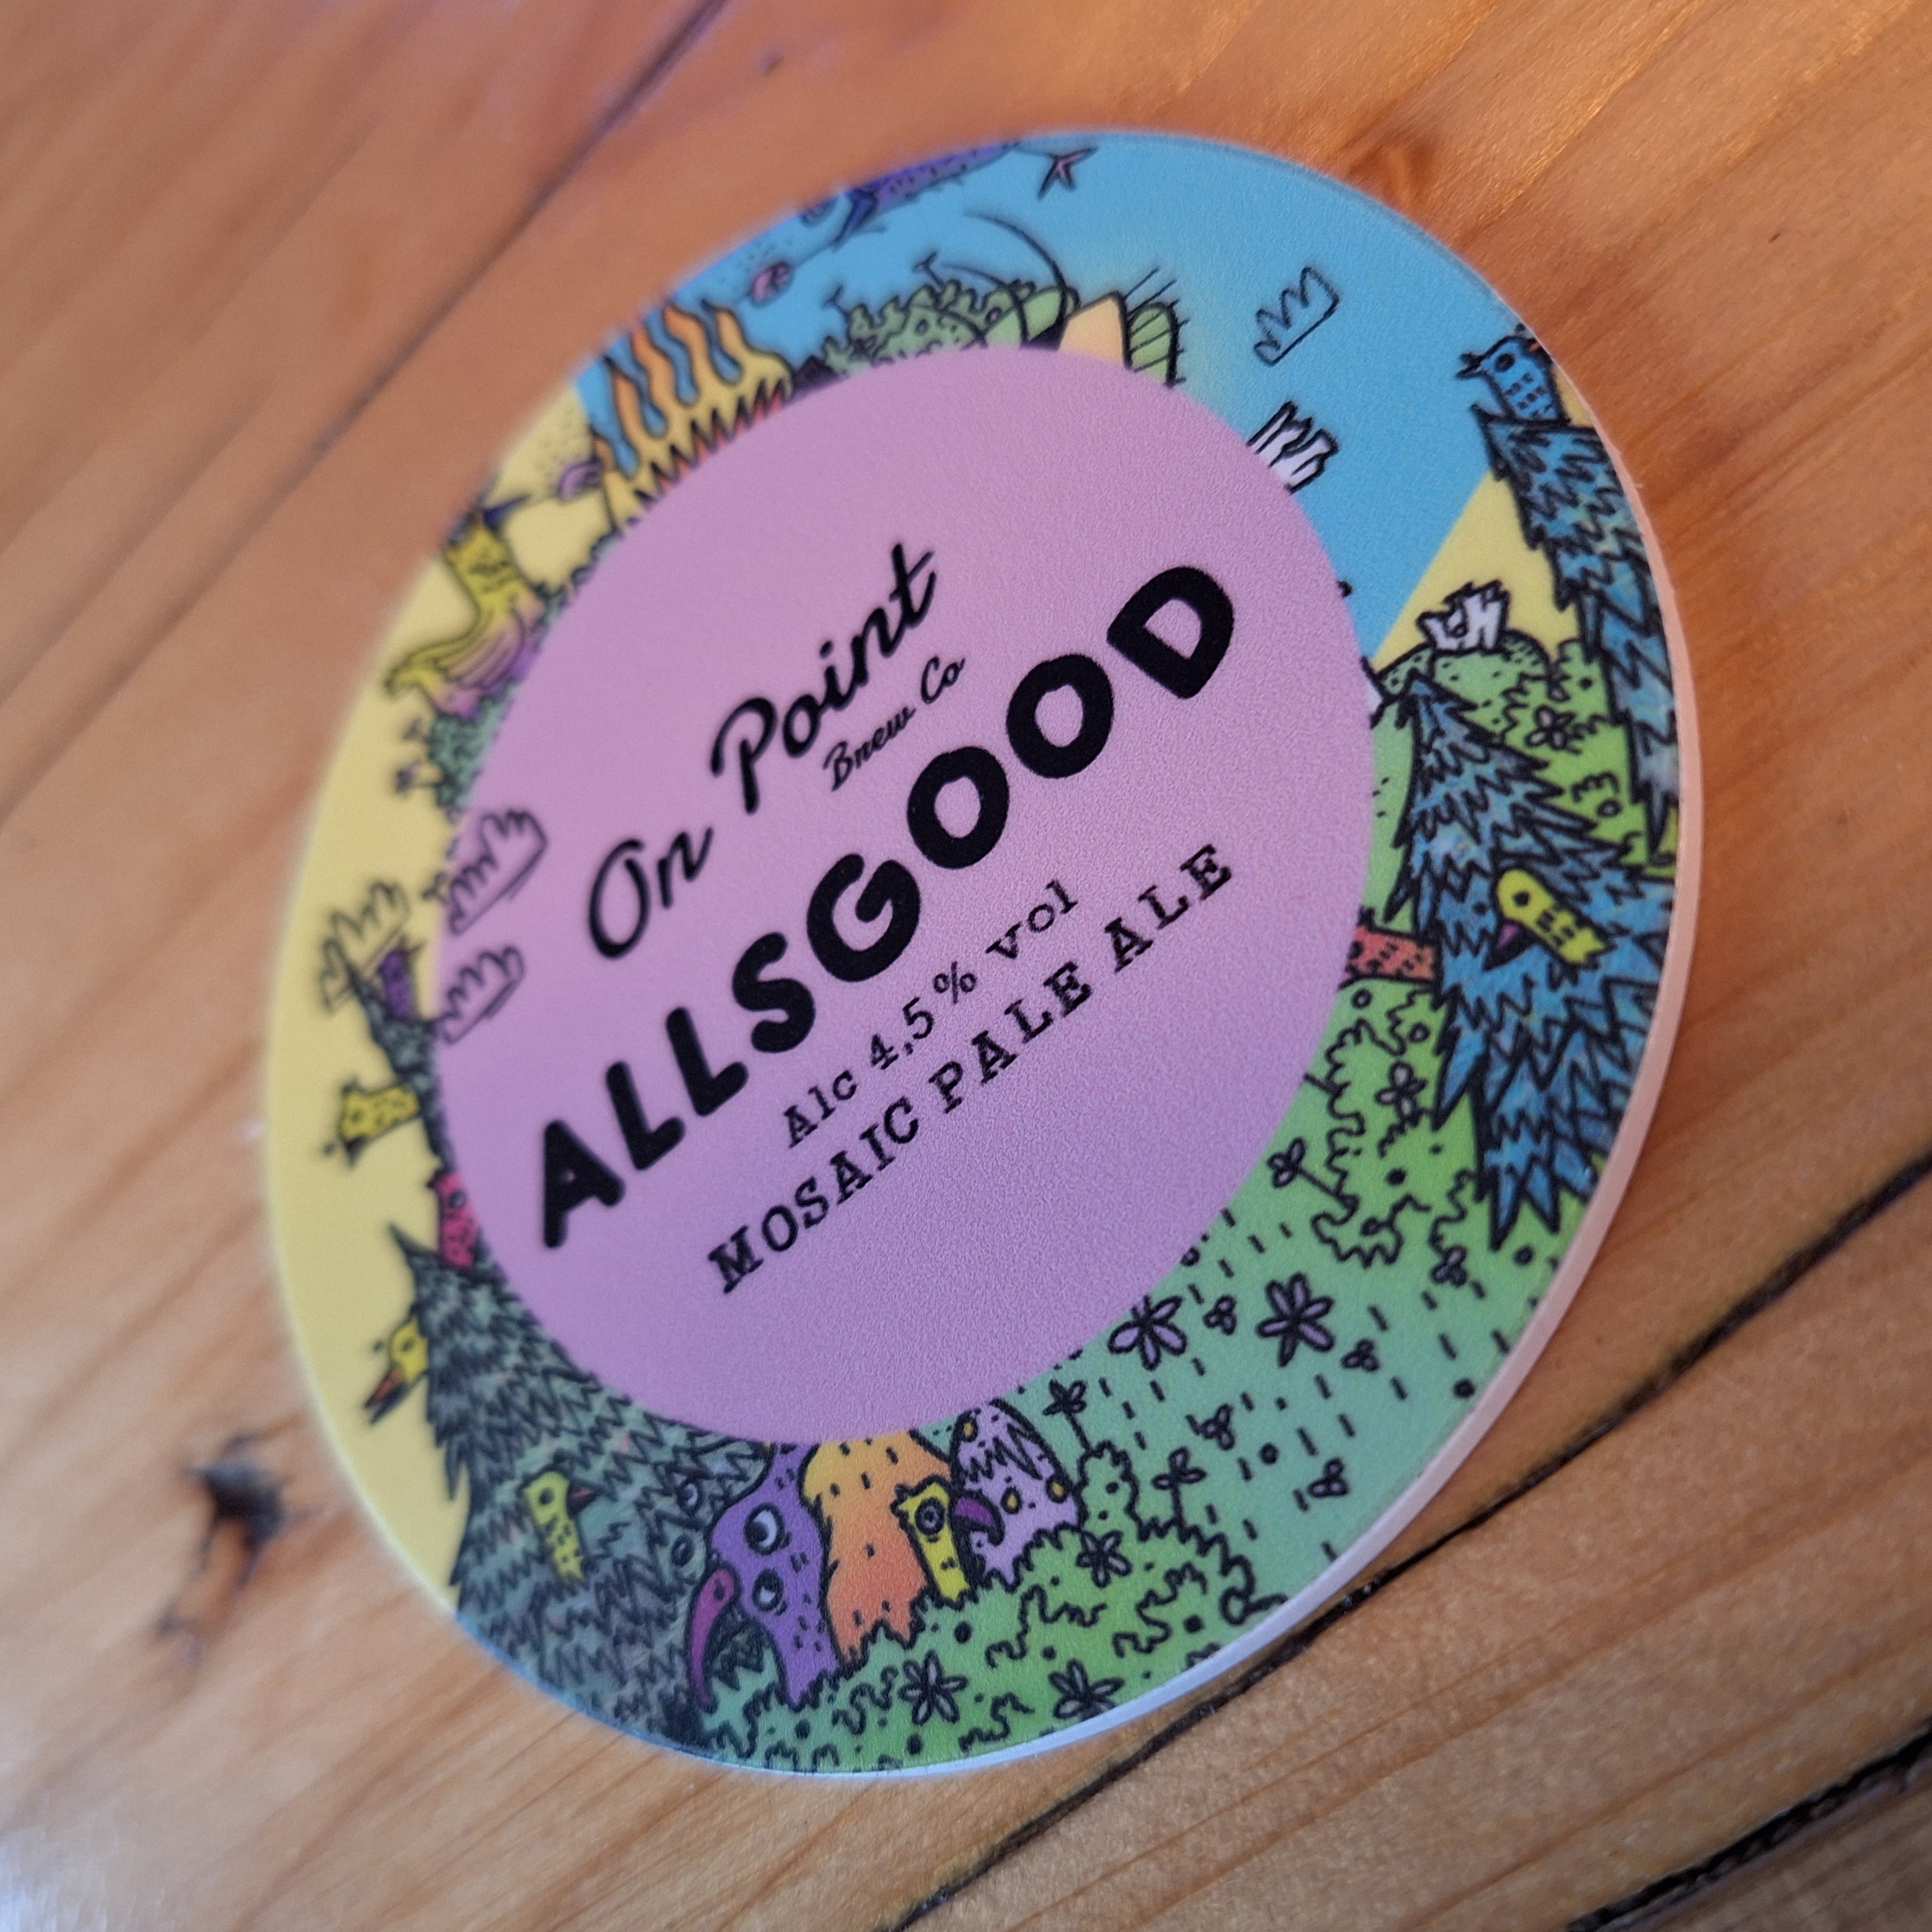 On Point
Brew Co
ALLSGOOD
Alc 4,5% vol
MOSAIC PALE ALE